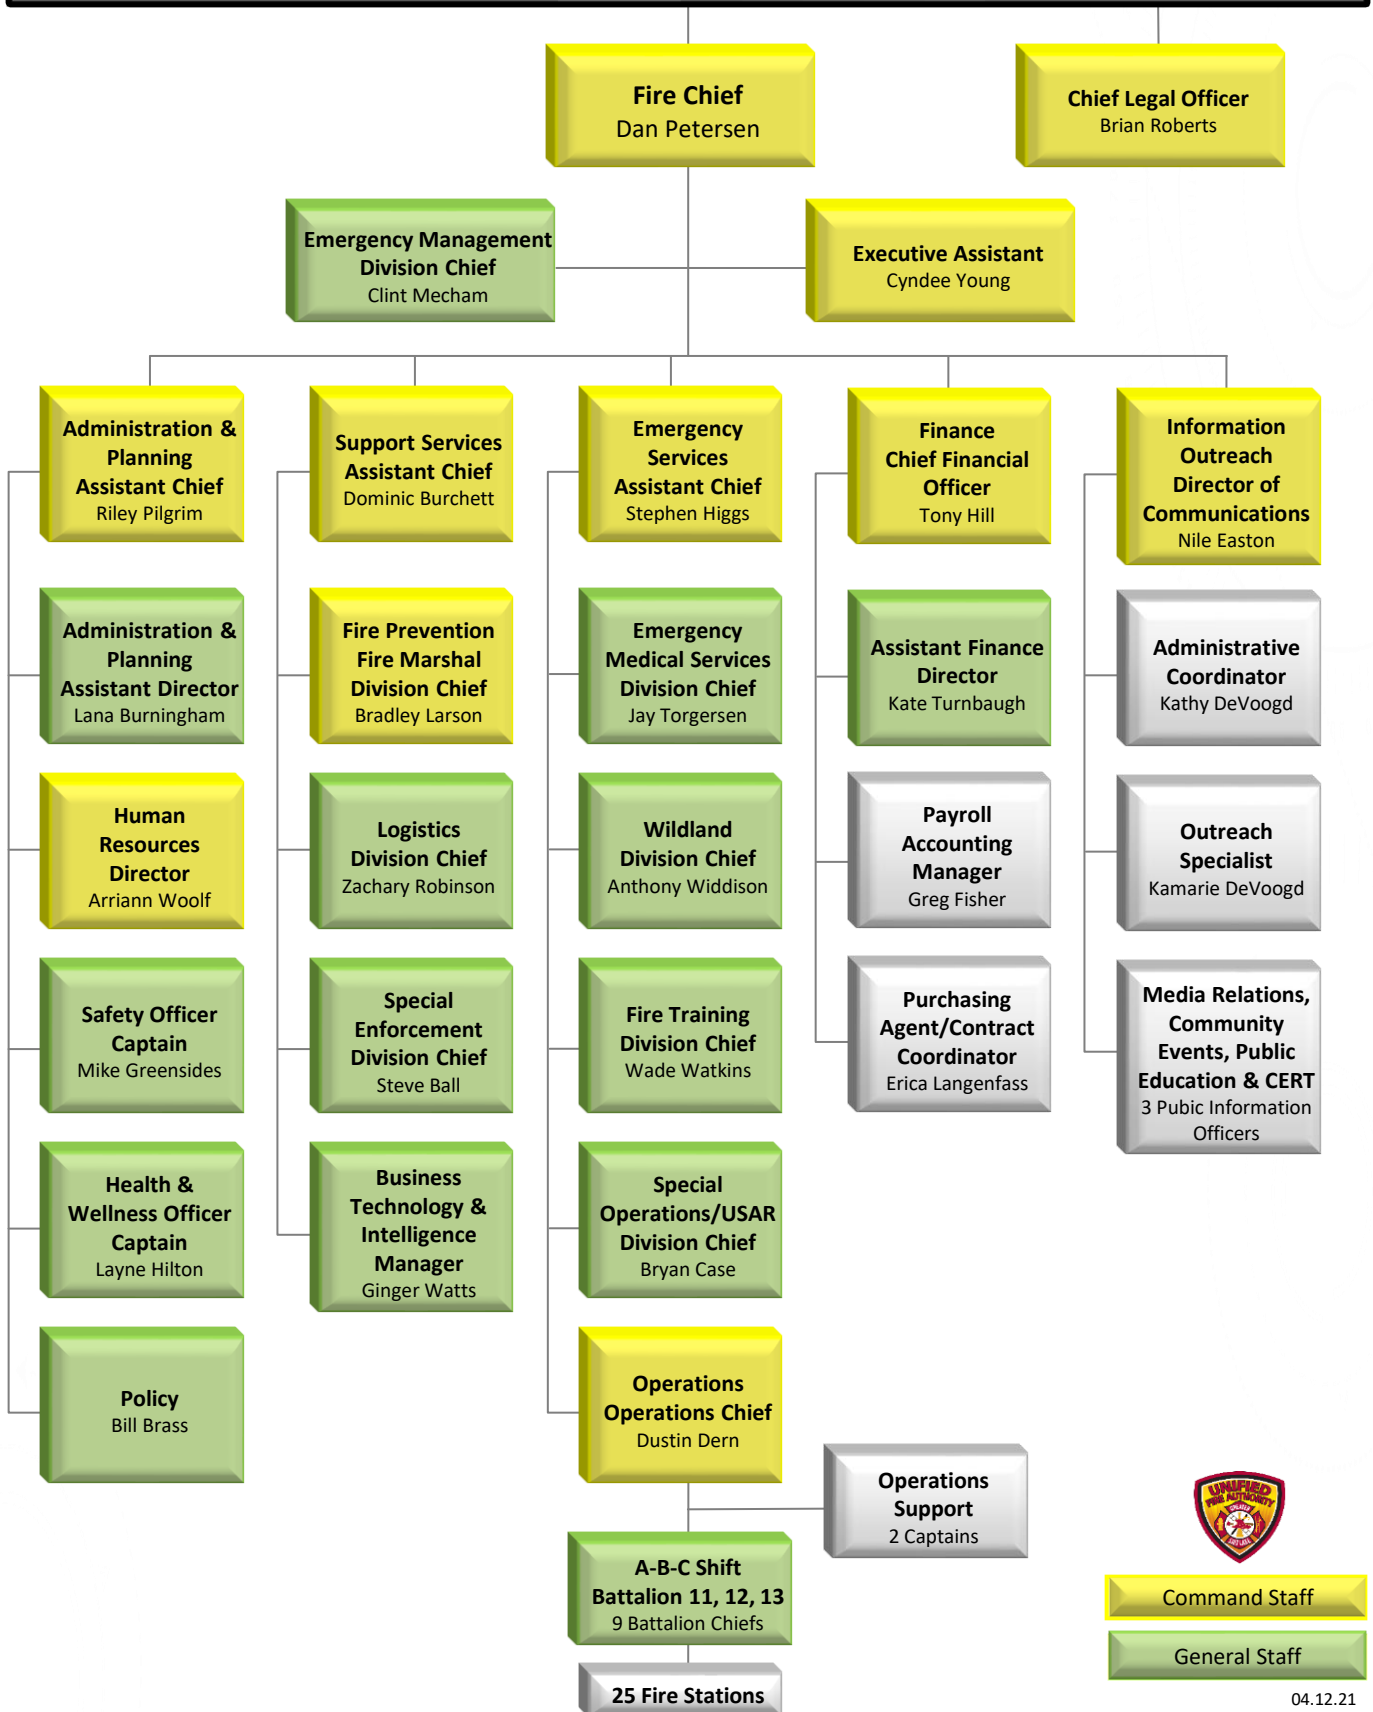 Fire Chief
Dan Petersen
Chief Legal Officer
Brian Roberts
Emergency Management
Division Chief
Clint Mecham
Executive Assistant
Cyndee Young
Administration &
Planning
Assistant Chief
Riley Pilgrim
Support Services
Assistant Chief
Dominic Burchett
Emergency
Services
Assistant Chief
Stephen Higgs
Finance
Chief Financial
Officer
Tony Hill
Information
Outreach
Director of
Communications
Nile Easton
Administration &
Planning
Assistant Director
Lana Burningham
Fire Prevention
Fire Marshal
Division Chief
Bradley Larson
Emergency
Medical Services
Division Chief
Jay Torgersen
Assistant Finance
Director
Kate Turnbaugh
Administrative
Coordinator
Kathy DeVoogd
Human
Resources
Director
Arriann Woolf
Logistics
Division Chief
Zachary Robinson
Wildland
Division Chief
Anthony Widdison
Payroll
Accounting
Manager
Greg Fisher
Outreach
Specialist
Kamarie DeVoogd
Safety Officer
Captain
Mike Greensides
Special
Enforcement
Division Chief
Steve Ball
Fire Training
Division Chief
Wade Watkins
Purchasing
Agent/Contract
Coordinator
Erica Langenfass
Media Relations,
Community
Events, Public
Education & CERT
3 Pubic Information
Officers
Health &
Wellness Officer
Captain
Layne Hilton
Business
Technology &
Intelligence
Manager
Ginger Watts
Special
Operations/USAR
Division Chief
Bryan Case
Policy
Bill Brass
Operations
Operations Chief
Dustin Dern
Operations
Support
2 Captains
A-B-C Shift
Battalion 11, 12, 13
9 Battalion Chiefs
25 Fire Stations
UNIFIED
FIRE AUTHORITY
GREATER
SALT LAKE
Command Staff
General Staff
04.12.21